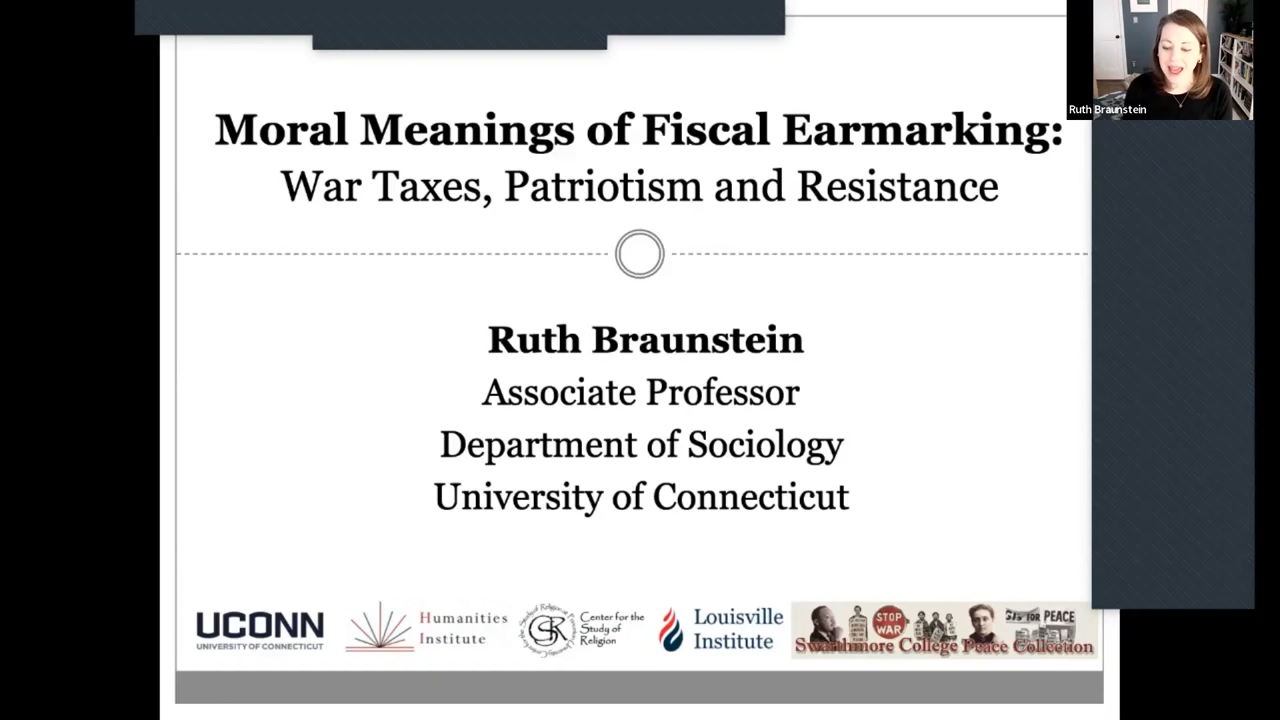 Moral Meanings of Fiscal Earmarking:
War Taxes, Patriotism and Resistance
Ruth Braunstein
Ruth Braunstein
Associate Professor
Department of Sociology
University of Connecticut
UCONN
UNIVERSITY OF CONNECTICUT
Humanities
Institute
CSR
Center for the
Study of
Religion
Louisville
Institute
STOP
WAR
FOR PEACE
Swarthmore College Peace Collection